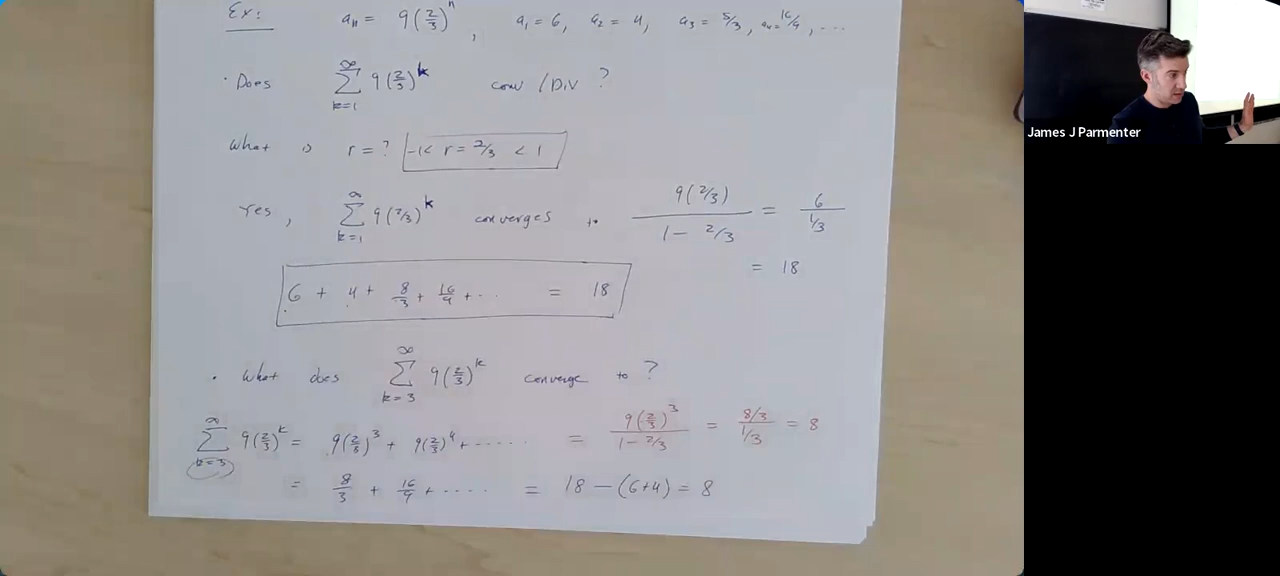 Ex: aₙ = 9(2/3)ⁿ, a₁ = 6, a₂ = 4, a₃ = 5/3, a₄ = 16/9, ...
· Does ∑_{k=1}^{∞} 9(2/3)^k conv / Div ?
What is r = ? -1 < r = 2/3 < 1
Yes, ∑_{k=1}^{∞} 9(2/3)^k converges to 9(2/3)/(1 - 2/3) = 6/(1/3)
= 18
6 + 4 + 8/3 + 16/9 + ... = 18
· What does ∑_{k=3}^{∞} 9(2/3)^k converge to ?
∑_{k=3}^{∞} 9(2/3)^k = 9(2/3)^3 + 9(2/3)^4 + ...... = 9(2/3)^3/(1 - 2/3) = (8/3)/(1/3) = 8
= 8/3 + 16/9 + .... = 18 - (6+4) = 8
James J Parmenter